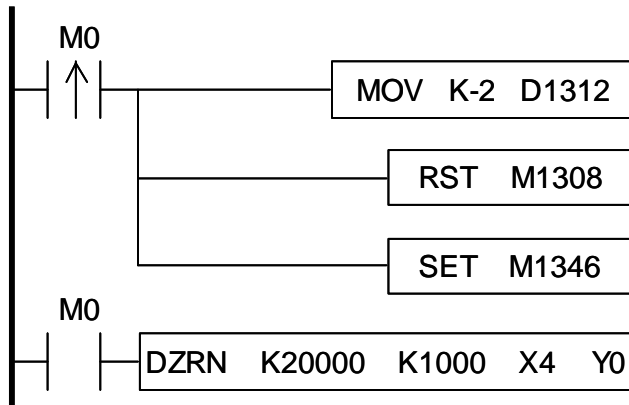 M0
MOV K-2 D1312
RST M1308
SET M1346
M0
DZRN K20000 K1000 X4 Y0